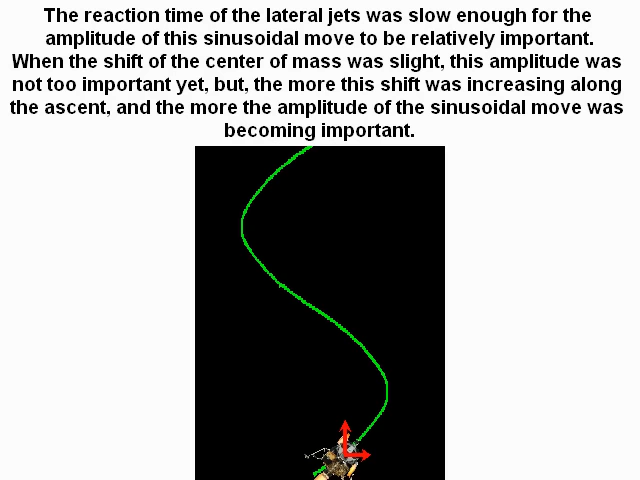 The reaction time of the lateral jets was slow enough for the
amplitude of this sinusoidal move to be relatively important.
When the shift of the center of mass was slight, this amplitude was
not too important yet, but, the more this shift was increasing along
the ascent, and the more the amplitude of the sinusoidal move was
becoming important.